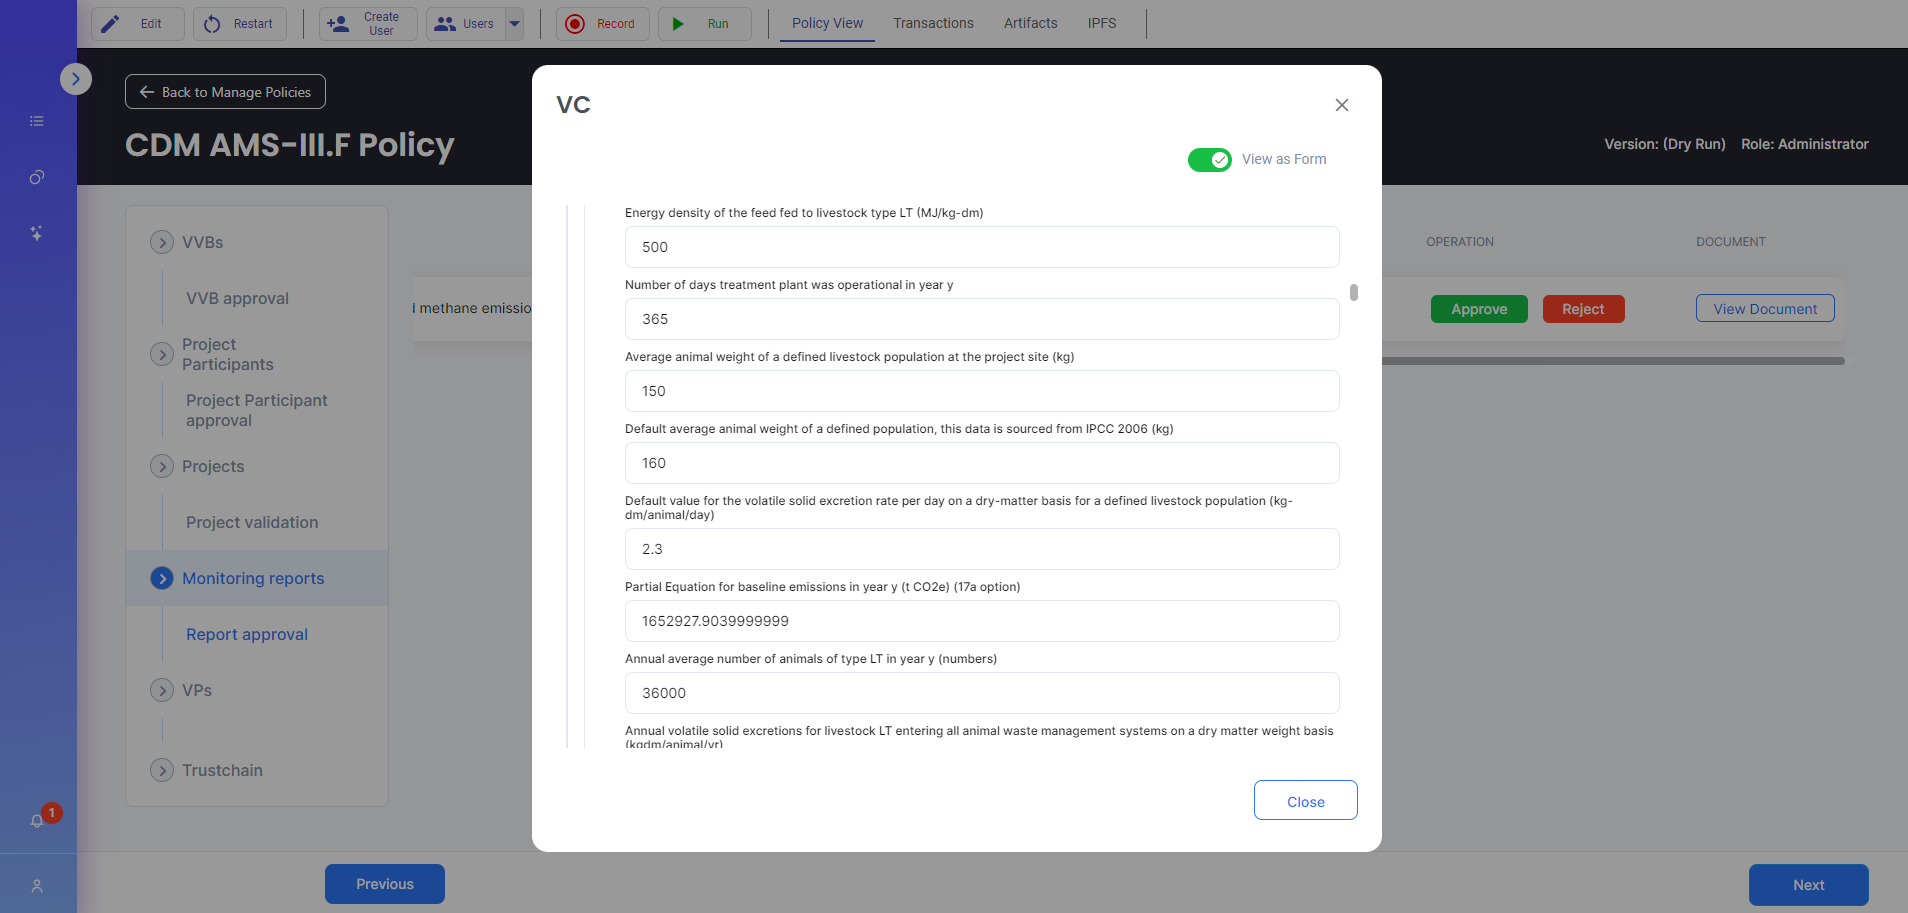 Edit
Restart
Create
User
Users
Record
Run
Policy View
Transactions
Artifacts
IPFS
Back to Manage Policies
CDM AMS-III.F Policy
Version: (Dry Run)
Role: Administrator
VVBs
VVB approval
Project
Participants
Project Participant
approval
Projects
Project validation
Monitoring reports
Report approval
VPs
Trustchain
1
methane emissio
OPERATION
DOCUMENT
Approve
Reject
View Document
VC
View as Form
Energy density of the feed fed to livestock type LT (MJ/kg-dm)
500
Number of days treatment plant was operational in year y
365
Average animal weight of a defined livestock population at the project site (kg)
150
Default average animal weight of a defined population, this data is sourced from IPCC 2006 (kg)
160
Default value for the volatile solid excretion rate per day on a dry-matter basis for a defined livestock population (kg-
dm/animal/day)
2.3
Partial Equation for baseline emissions in year y (t CO2e) (17a option)
1652927.9039999999
Annual average number of animals of type LT in year y (numbers)
36000
Annual volatile solid excretions for livestock LT entering all animal waste management systems on a dry matter weight basis
(kgdm/animal/yr)
Close
Previous
Next